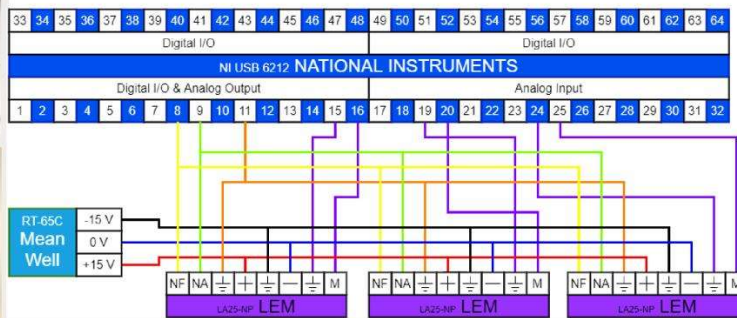 33 34 35 36 37 38 39 40 41 42 43 44 45 46 47 48 49 50 51 52 53 54 55 56 57 58 59 60 61 62 63 64
Digital I/O Digital I/O
NI USB 6212 NATIONAL INSTRUMENTS
Digital I/O & Analog Output Analog Input
1 2 3 4 5 6 7 8 9 10 11 12 13 14 15 16 17 18 19 20 21 22 23 24 25 26 27 28 29 30 31 32
RT-65C
Mean
Well
-15 V
0 V
+15 V
NF NA + — M NF NA + — M NF NA + — M
LA25-NP LEM LA25-NP LEM LA25-NP LEM